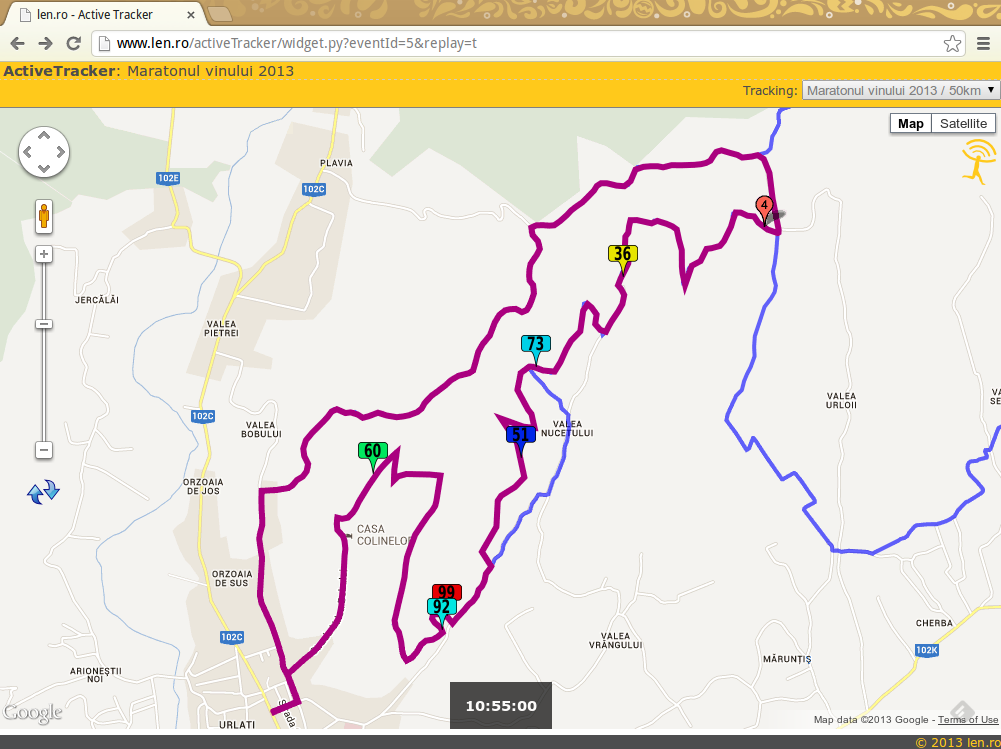 len.ro - Active Tracker
www.len.ro/activeTracker/widget.py?eventId=5&replay=t
ActiveTracker: Maratonul vinului 2013
Tracking: Maratonul vinului 2013 / 50km
Map Satellite
PLAVIA
102E
102C
4
36
JERCĂLĂI
VALEA
PIETREI
73
VALEA
URLOII
VA
SE
102C
VALEA
BOBULUI
VALEA
NUCETULUI
51
60
ORZOAIA
DE JOS
CASA
COLINELOR
ORZOAIA
DE SUS
99
92
102C
CHERBA
VALEA
VRÂNGULUI
102K
MĂRUNȚIȘ
ARIONEȘTII
NOI
Strada
10:55:00
URLATI
Google
Map data ©2013 Google - Terms of Use
© 2013 len.ro